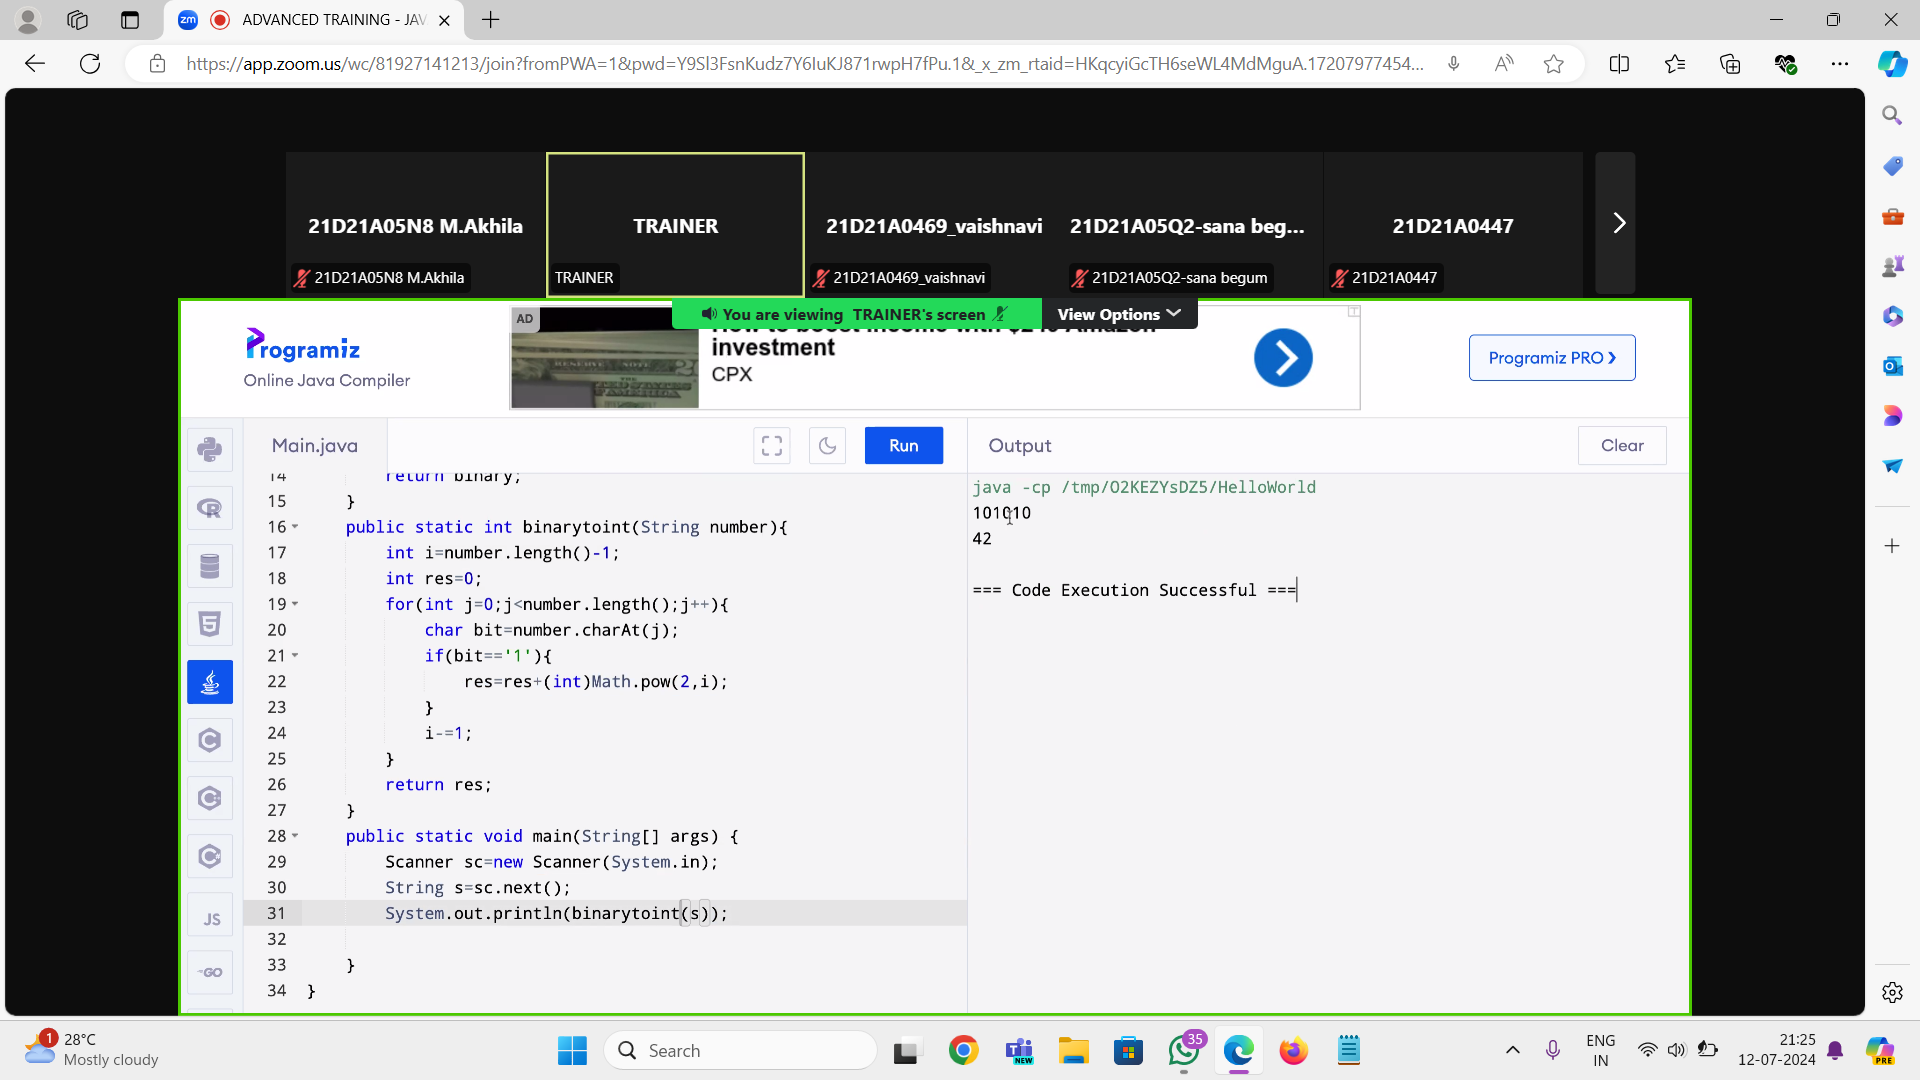 zm ADVANCED TRAINING - JAV
https://app.zoom.us/wc/81927141213/join?fromPWA=1&pwd=Y9Sl3FsnKudz7Y6IuKJ871rwpH7fPu.1&_x_zm_rtaid=HKqcyiGcTH6seWL4MdMguA.17207977454...
21D21A05N8 M.Akhila
TRAINER
21D21A0469_vaishnavi
21D21A05Q2-sana beg...
21D21A0447
21D21A05N8 M.Akhila
TRAINER
21D21A0469_vaishnavi
21D21A05Q2-sana begum
21D21A0447
You are viewing TRAINER's screen
View Options
Programiz
Online Java Compiler
AD
investment
CPX
Programiz PRO
Main.java
Run
Output
Clear
14 return binary;
15 }
16 public static int binarytoint(String number){
17 int i=number.length()-1;
18 int res=0;
19 for(int j=0;j<number.length();j++){
20 char bit=number.charAt(j);
21 if(bit=='1'){
22 res=res+(int)Math.pow(2,i);
23 }
24 i-=1;
25 }
26 return res;
27 }
28 public static void main(String[] args) {
29 Scanner sc=new Scanner(System.in);
30 String s=sc.next();
31 System.out.println(binarytoint(s));
32
33 }
34 }
java -cp /tmp/O2KEZYsDZ5/HelloWorld
101010
42
=== Code Execution Successful ===
JS
GO
1
28°C
Mostly cloudy
Search
NEW
35
ENG
IN
21:25
12-07-2024
PRE